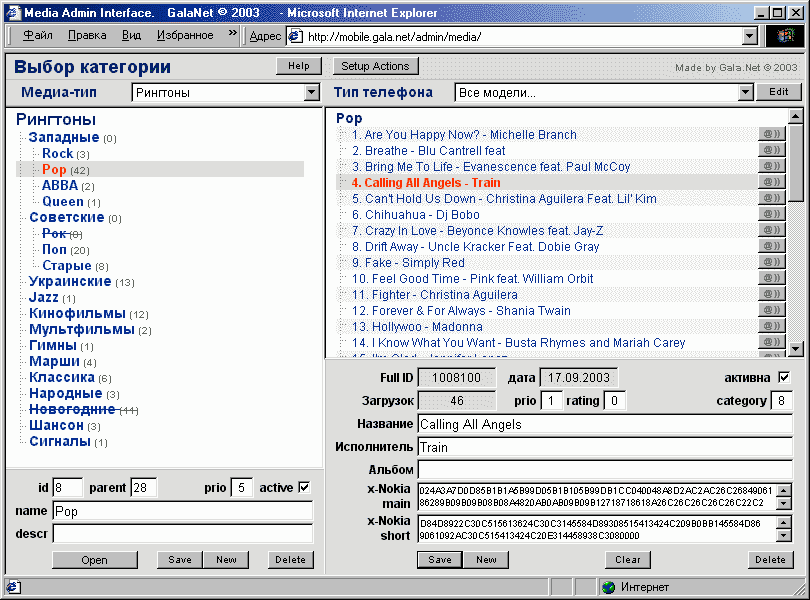 Media Admin Interface.   GalaNet © 2003    - Microsoft Internet Explorer
Файл Правка Вид Избранное » Адрес http://mobile.gala.net/admin/media/
Выбор категории Help Setup Actions Made by Gala.Net © 2003
Медиа-тип Рингтоны Тип телефона Все модели... Edit
Рингтоны
Западные (0)
Rock (3)
Pop (42)
ABBA (2)
Queen (1)
Советские (0)
Рок (0)
Поп (20)
Старые (8)
Украинские (13)
Jazz (1)
Кинофильмы (12)
Мультфильмы (2)
Гимны (1)
Марши (4)
Классика (6)
Народные (3)
Новогодние (11)
Шансон (3)
Сигналы (1)
id 8 parent 28 prio 5 active
name Pop
descr
Open Save New Delete
Pop
1. Are You Happy Now? - Michelle Branch @))
2. Breathe - Blu Cantrell feat @))
3. Bring Me To Life - Evanescence feat. Paul McCoy @))
4. Calling All Angels - Train @))
5. Can't Hold Us Down - Christina Aguilera Feat. Lil' Kim @))
6. Chihuahua - Dj Bobo @))
7. Crazy In Love - Beyonce Knowles feat. Jay-Z @))
8. Drift Away - Uncle Kracker Feat. Dobie Gray @))
9. Fake - Simply Red @))
10. Feel Good Time - Pink feat. William Orbit @))
11. Fighter - Christina Aguilera @))
12. Forever & For Always - Shania Twain @))
13. Hollywoo - Madonna @))
14. I Know What You Want - Busta Rhymes and Mariah Carey @))
15. I'm Glad - Jennifer Lopez
Full ID 1008100 дата 17.09.2003 активна
Загрузок 46 prio 1 rating 0 category 8
Название Calling All Angels
Исполнитель Train
Альбом
x-Nokia main 024A3A7D0D85B1B1A5B99D05B1B105B99DB1CC040048A8D2AC2AC26C26849061
86289B09B09B08B08A4820AB0AB09B09B12718718618A26C26C26C26C26C22C2
x-Nokia short D84D8922C30C515613624C30C3145584D89308515413424C209B0BB145584D86
9061092AC30C515413424C20E314458938C3080000
Save New Clear Delete
Интернет